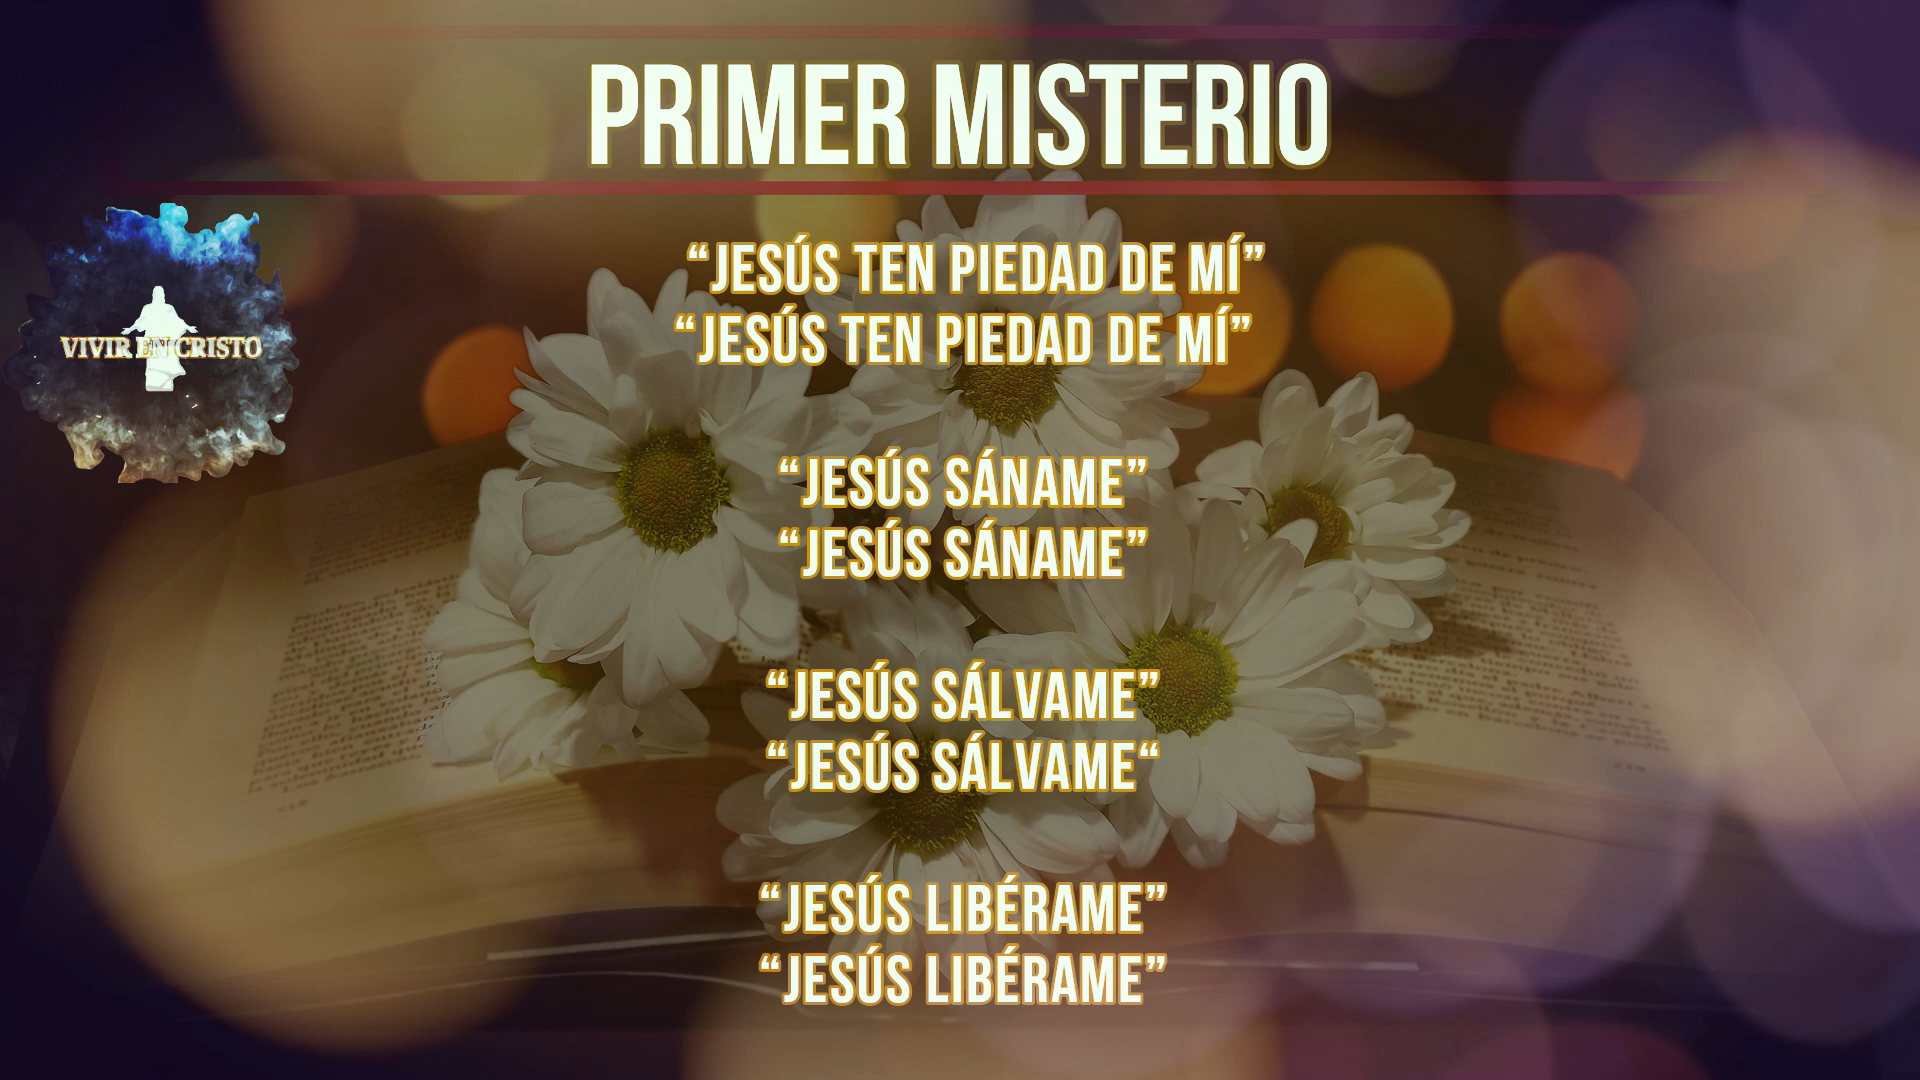 PRIMER MISTERIO
VIVIR EN CRISTO
“JESÚS TEN PIEDAD DE MÍ”
“JESÚS TEN PIEDAD DE MÍ”
“JESÚS SÁNAME”
“JESÚS SÁNAME”
“JESÚS SÁLVAME”
“JESÚS SÁLVAME“
“JESÚS LIBÉRAME”
“JESÚS LIBÉRAME”